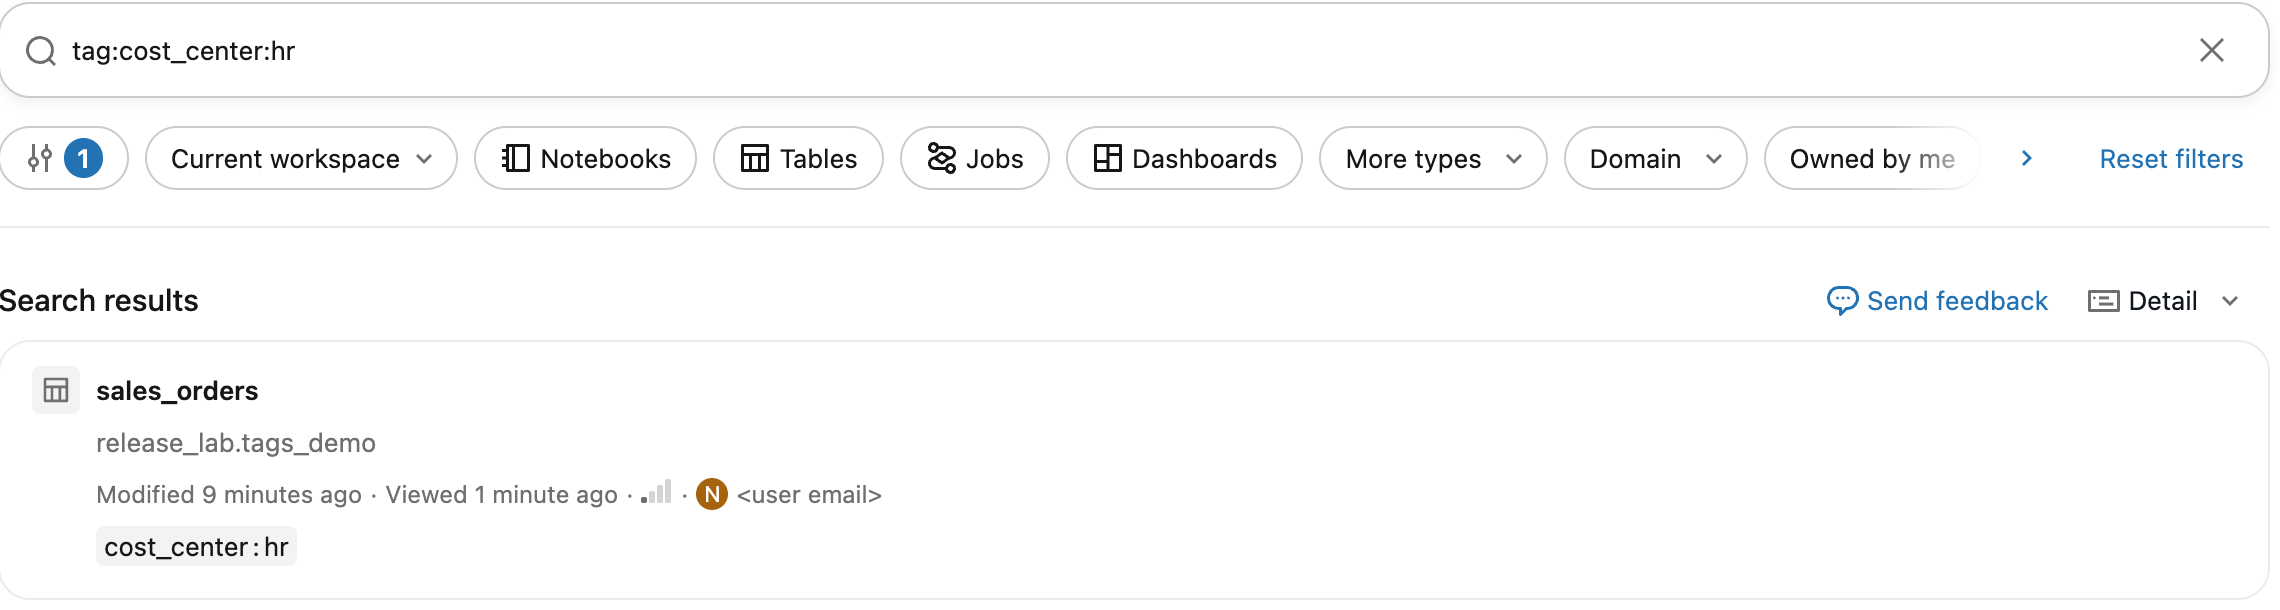 tag:cost_center:hr
1 Current workspace Notebooks Tables Jobs Dashboards More types Domain Owned by me Reset filters
Search results Send feedback Detail
sales_orders
release_lab.tags_demo
Modified 9 minutes ago · Viewed 1 minute ago · · N <user email>
cost_center:hr